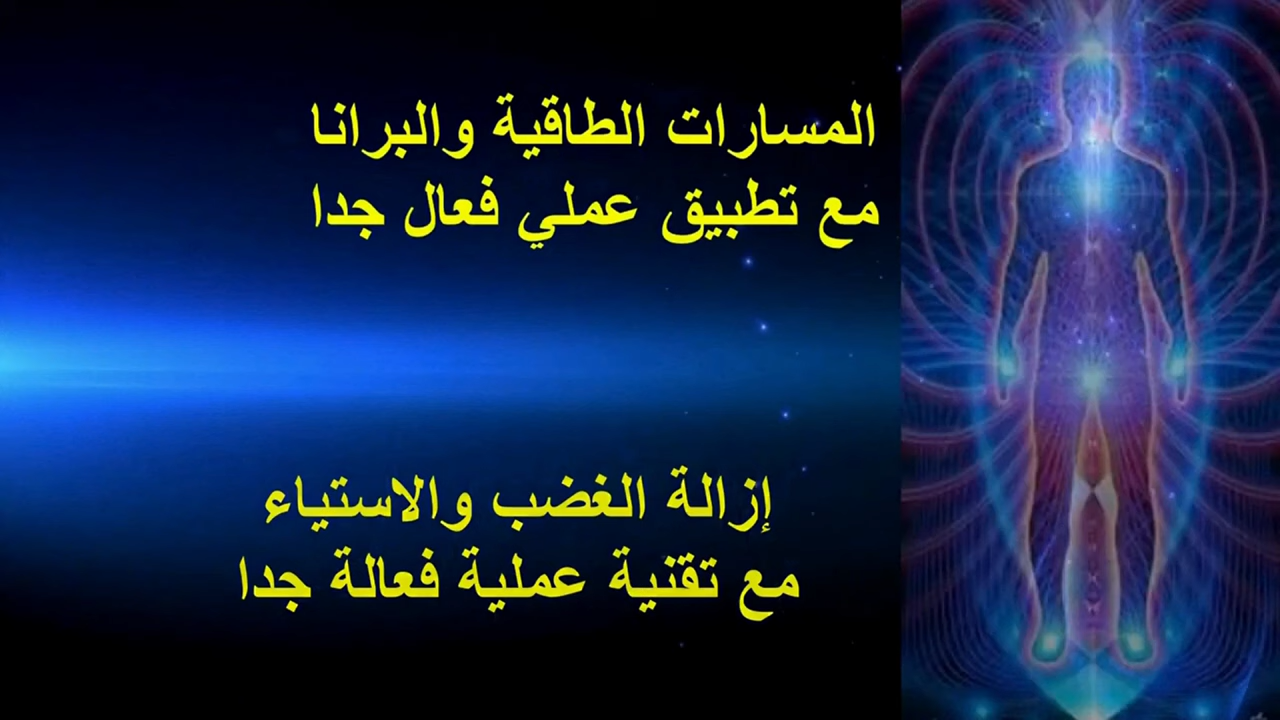 المسارات الطاقية والبرانا
مع تطبيق عملي فعال جدا
إزالة الغضب والاستياء
مع تقنية عملية فعالة جدا